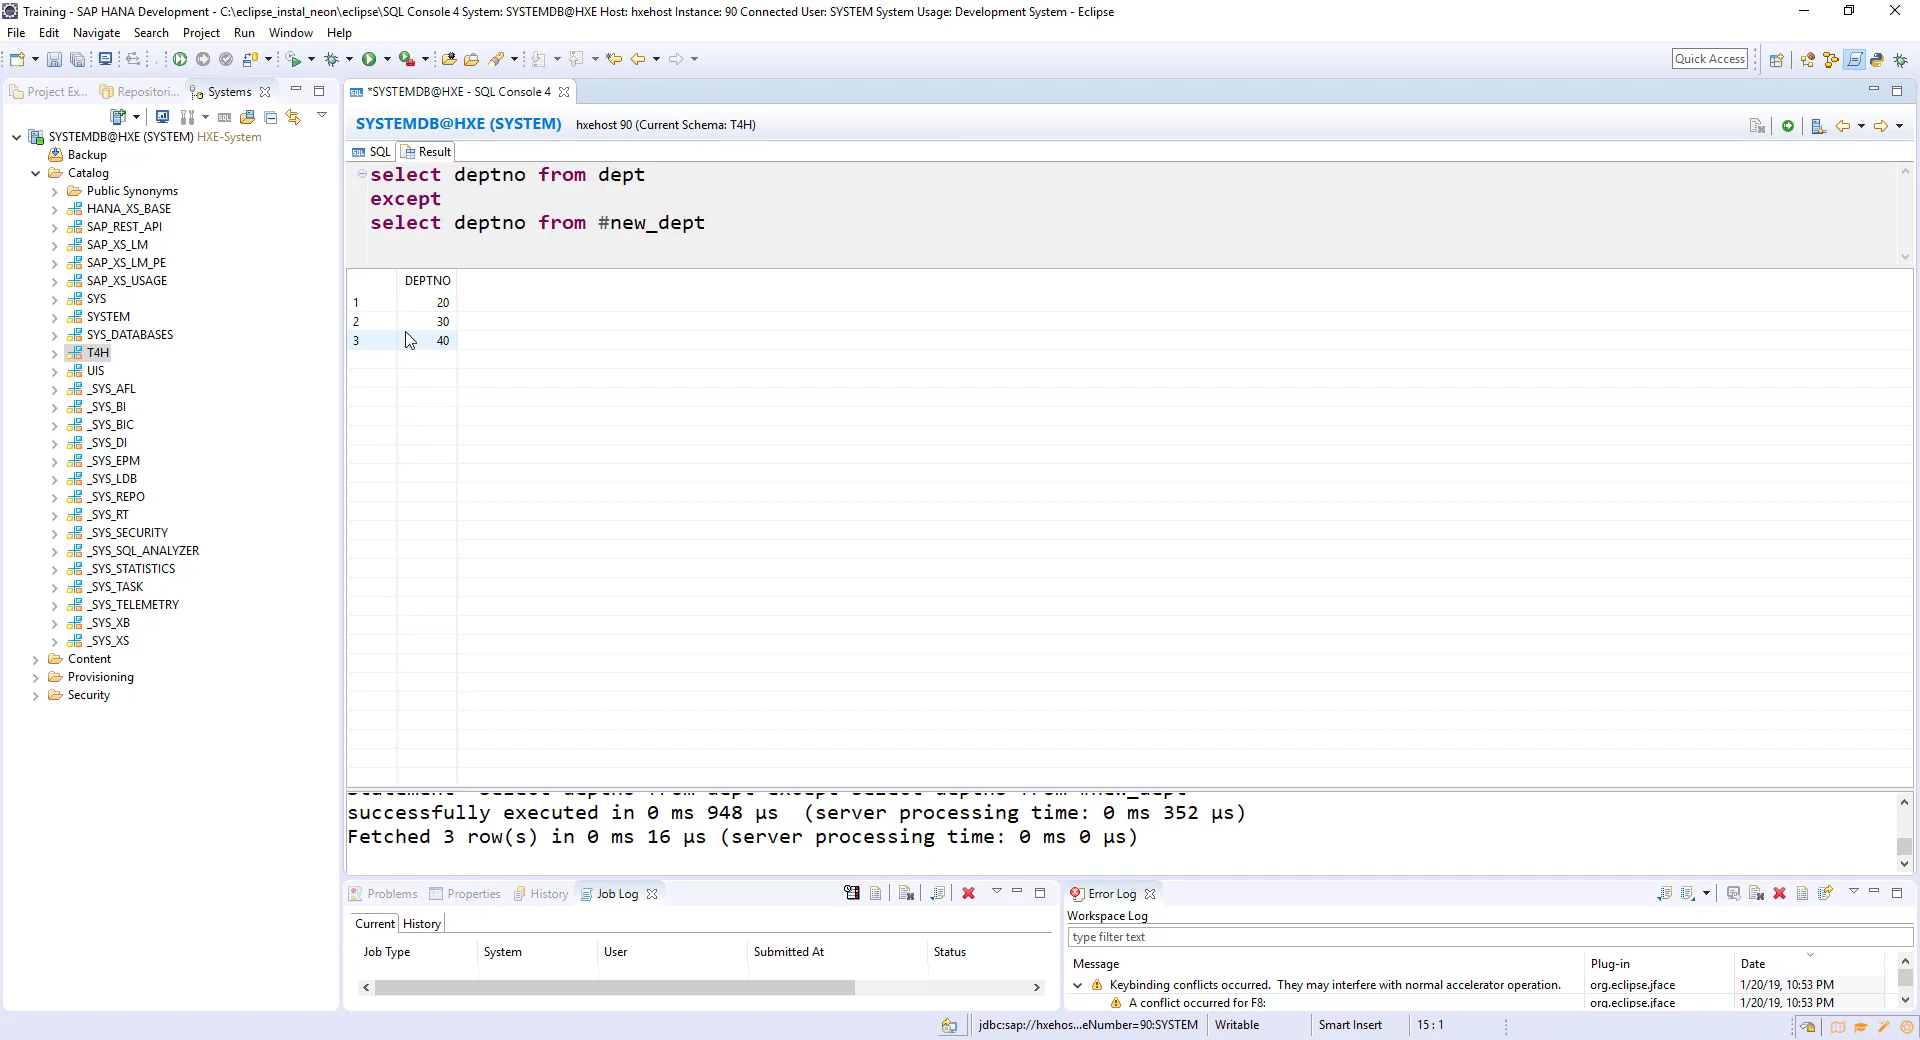 Training - SAP HANA Development - C:\eclipse_instal_neon\eclipse\SQL Console 4 System: SYSTEMDB@HXE Host: hxehost Instance: 90 Connected User: SYSTEM System Usage: Development System - Eclipse
File Edit Navigate Search Project Run Window Help
Quick Access
Project Ex... Repositori... Systems
*SYSTEMDB@HXE - SQL Console 4
SYSTEMDB@HXE (SYSTEM) HXE-System
Backup
Catalog
Public Synonyms
HANA_XS_BASE
SAP_REST_API
SAP_XS_LM
SAP_XS_LM_PE
SAP_XS_USAGE
SYS
SYSTEM
SYS_DATABASES
T4H
UIS
_SYS_AFL
_SYS_BI
_SYS_BIC
_SYS_DI
_SYS_EPM
_SYS_LDB
_SYS_REPO
_SYS_RT
_SYS_SECURITY
_SYS_SQL_ANALYZER
_SYS_STATISTICS
_SYS_TASK
_SYS_TELEMETRY
_SYS_XB
_SYS_XS
Content
Provisioning
Security
SYSTEMDB@HXE (SYSTEM) hxehost 90 (Current Schema: T4H)
SQL Result
select deptno from dept
except
select deptno from #new_dept
DEPTNO
1 20
2 30
3 40
successfully executed in 0 ms 948 µs (server processing time: 0 ms 352 µs)
Fetched 3 row(s) in 0 ms 16 µs (server processing time: 0 ms 0 µs)
Problems Properties History Job Log
Current History
Job Type System User Submitted At Status
Error Log
Workspace Log
type filter text
Message Plug-in Date
Keybinding conflicts occurred. They may interfere with normal accelerator operation. org.eclipse.jface 1/20/19, 10:53 PM
A conflict occurred for F8: org.eclipse.jface 1/20/19, 10:53 PM
jdbc:sap://hxehos...eNumber=90:SYSTEM Writable Smart Insert 15 : 1